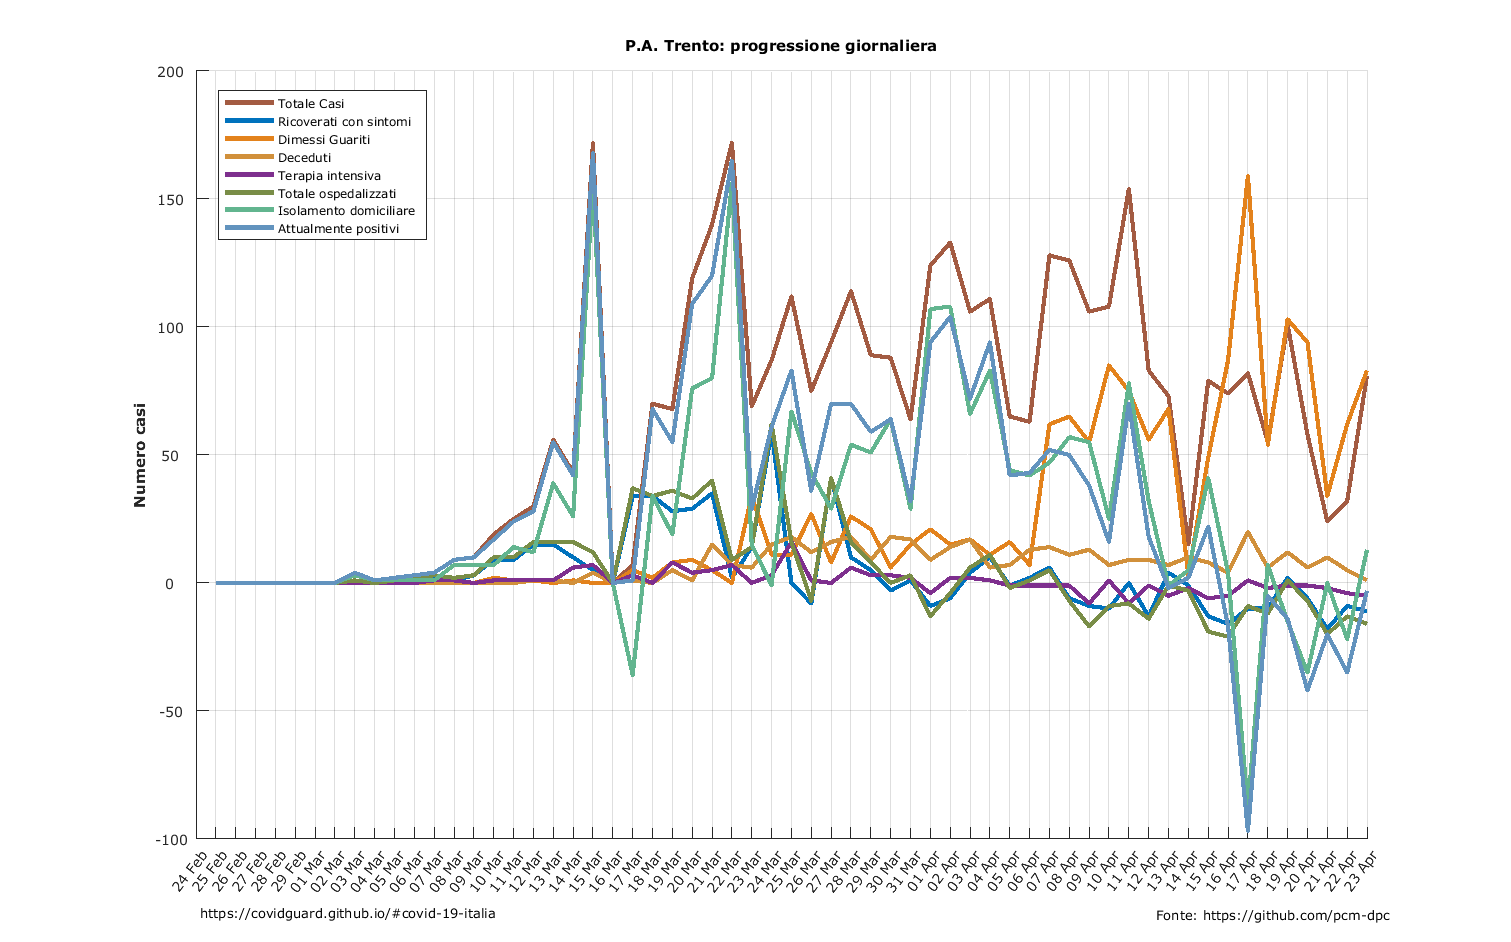 P.A. Trento: progressione giornaliera
200
150
100
50
0
-50
-100
Numero casi
Totale Casi
Ricoverati con sintomi
Dimessi Guariti
Deceduti
Terapia intensiva
Totale ospedalizzati
Isolamento domiciliare
Attualmente positivi
24 Feb
25 Feb
26 Feb
27 Feb
28 Feb
29 Feb
01 Mar
02 Mar
03 Mar
04 Mar
05 Mar
06 Mar
07 Mar
08 Mar
09 Mar
10 Mar
11 Mar
12 Mar
13 Mar
14 Mar
15 Mar
16 Mar
17 Mar
18 Mar
19 Mar
20 Mar
21 Mar
22 Mar
23 Mar
24 Mar
25 Mar
26 Mar
27 Mar
28 Mar
29 Mar
30 Mar
31 Mar
01 Apr
02 Apr
03 Apr
04 Apr
05 Apr
06 Apr
07 Apr
08 Apr
09 Apr
10 Apr
11 Apr
12 Apr
13 Apr
14 Apr
15 Apr
16 Apr
17 Apr
18 Apr
19 Apr
20 Apr
21 Apr
22 Apr
23 Apr
https://covidguard.github.io/#covid-19-italia
Fonte: https://github.com/pcm-dpc